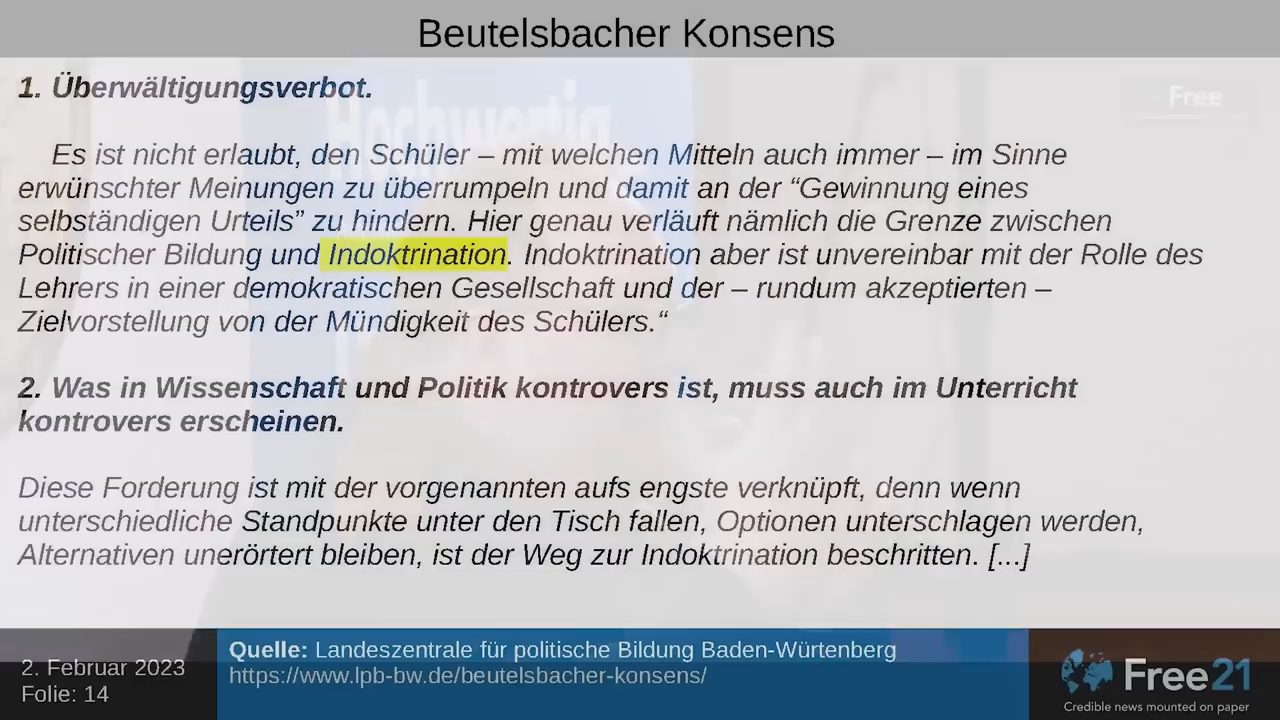 Beutelsbacher Konsens
1. Überwältigungsverbot.
Free
Hochwertig
Es ist nicht erlaubt, den Schüler – mit welchen Mitteln auch immer – im Sinne
erwünschter Meinungen zu überrumpeln und damit an der “Gewinnung eines
selbständigen Urteils” zu hindern. Hier genau verläuft nämlich die Grenze zwischen
Politischer Bildung und Indoktrination. Indoktrination aber ist unvereinbar mit der Rolle des
Lehrers in einer demokratischen Gesellschaft und der – rundum akzeptierten –
Zielvorstellung von der Mündigkeit des Schülers.“
2. Was in Wissenschaft und Politik kontrovers ist, muss auch im Unterricht
kontrovers erscheinen.
Diese Forderung ist mit der vorgenannten aufs engste verknüpft, denn wenn
unterschiedliche Standpunkte unter den Tisch fallen, Optionen unterschlagen werden,
Alternativen unerörtert bleiben, ist der Weg zur Indoktrination beschritten. [...]
2. Februar 2023
Folie: 14
Quelle: Landeszentrale für politische Bildung Baden-Würtenberg
https://www.lpb-bw.de/beutelsbacher-konsens/
Free21
Credible news mounted on paper